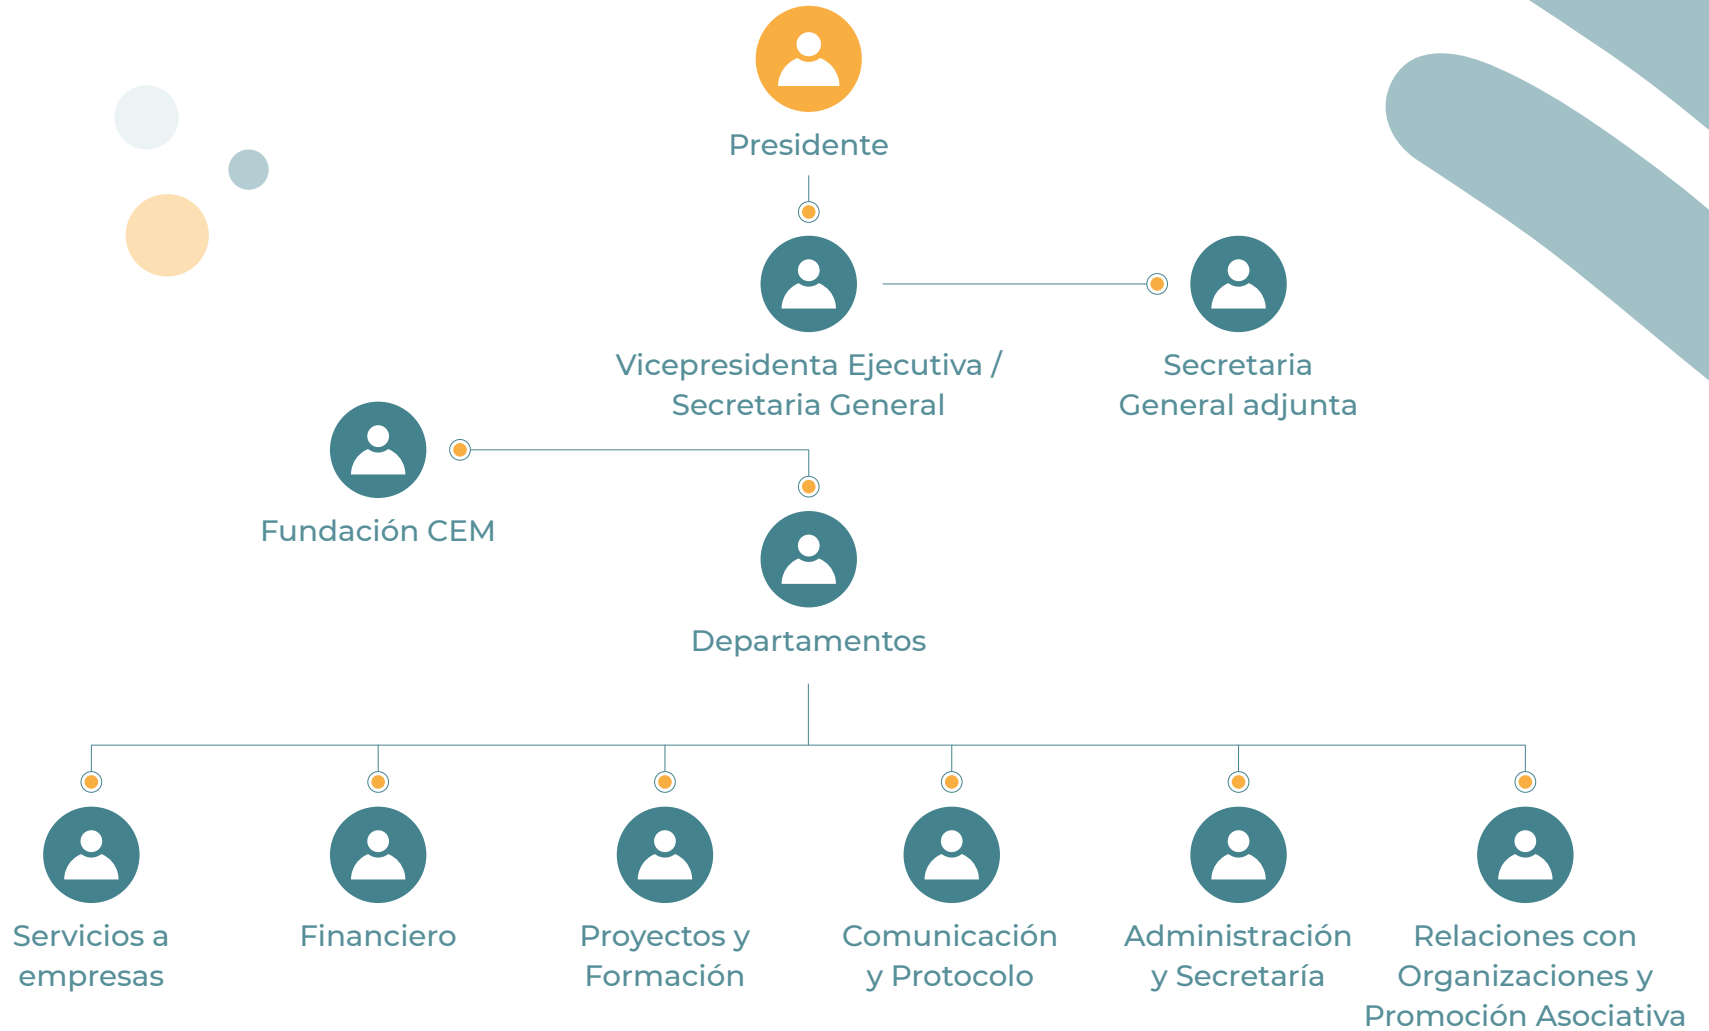 Presidente
Vicepresidenta Ejecutiva /
Secretaria General
Secretaria
General adjunta
Fundación CEM
Departamentos
Servicios a
empresas
Financiero
Proyectos y
Formación
Comunicación
y Protocolo
Administración
y Secretaría
Relaciones con
Organizaciones y
Promoción Asociativa